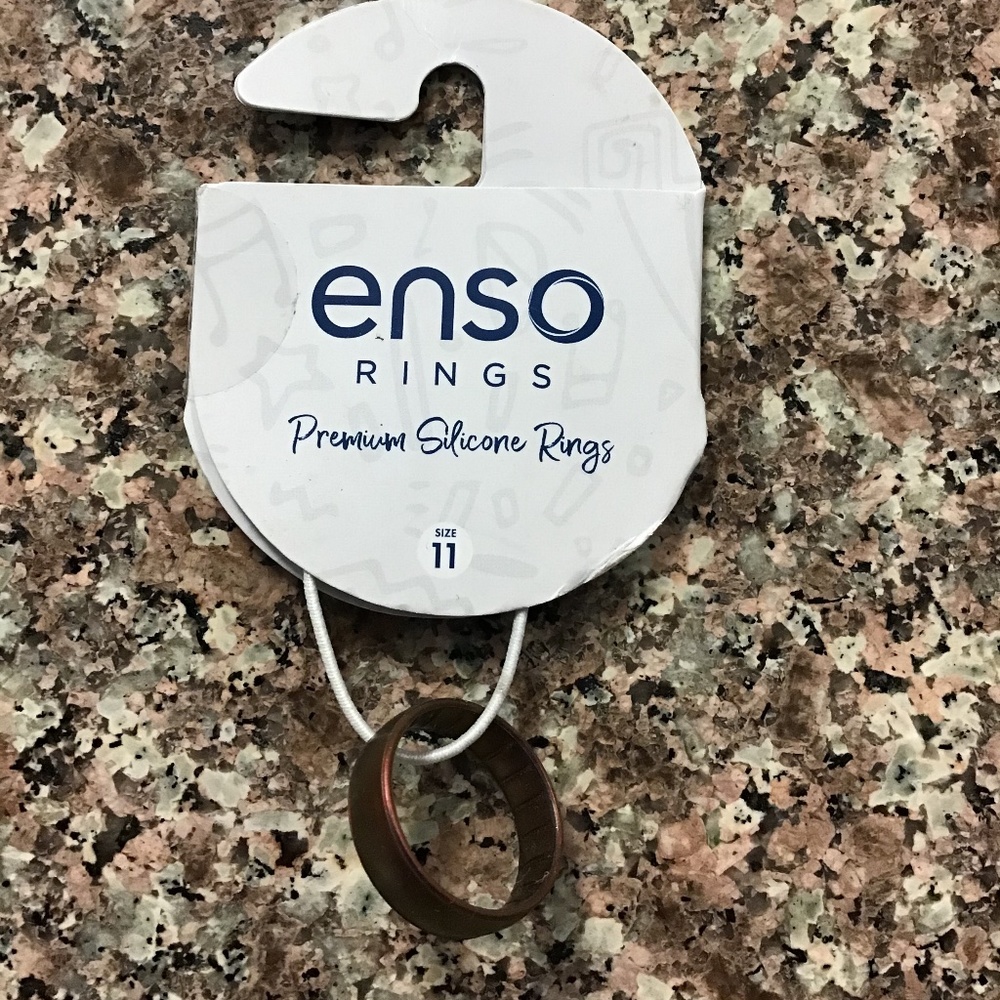 enso
RINGS
Premium Silicone Rings
SIZE
11